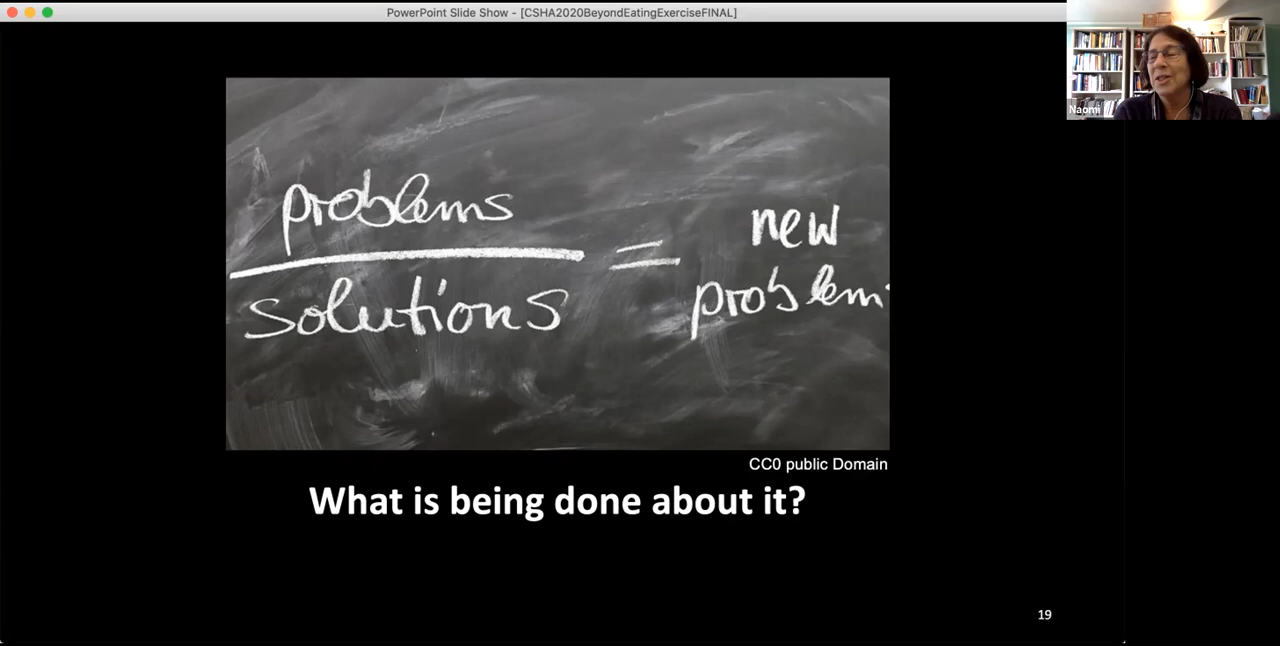 PowerPoint Slide Show - [CSHA2020BeyondEatingExerciseFINAL]
Naomi
problems
solutions
=
new
problem
CC0 public Domain
What is being done about it?
19